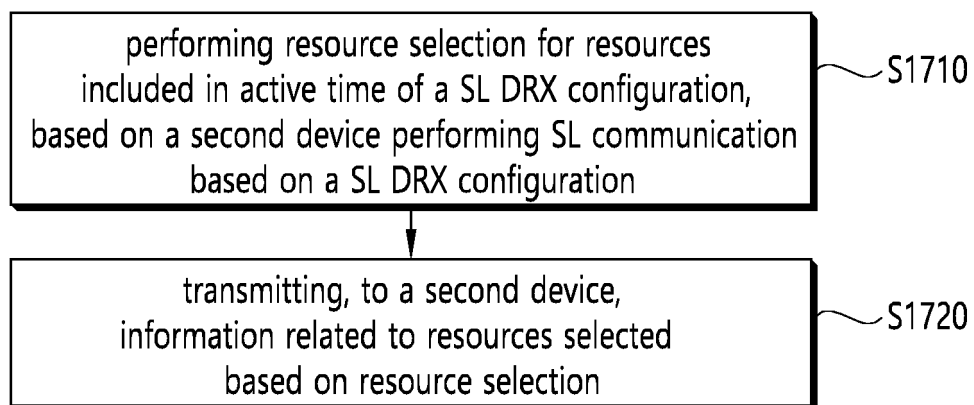 performing resource selection for resources
included in active time of a SL DRX configuration,
based on a second device performing SL communication
based on a SL DRX configuration
S1710
transmitting, to a second device,
information related to resources selected
based on resource selection
S1720